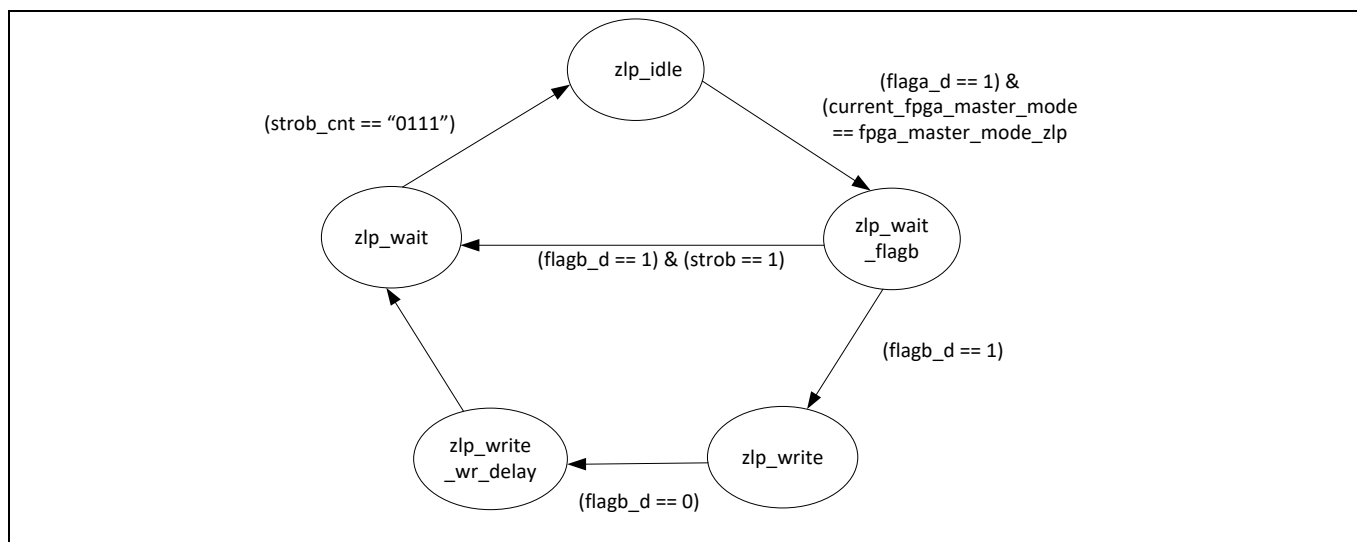 zlp_idle
(flaga_d == 1) &
(current_fpga_master_mode
== fpga_master_mode_zlp
(strob_cnt == “0111”)
zlp_wait
zlp_wait
_flagb
(flagb_d == 1) & (strob == 1)
(flagb_d == 1)
zlp_write
_wr_delay
zlp_write
(flagb_d == 0)